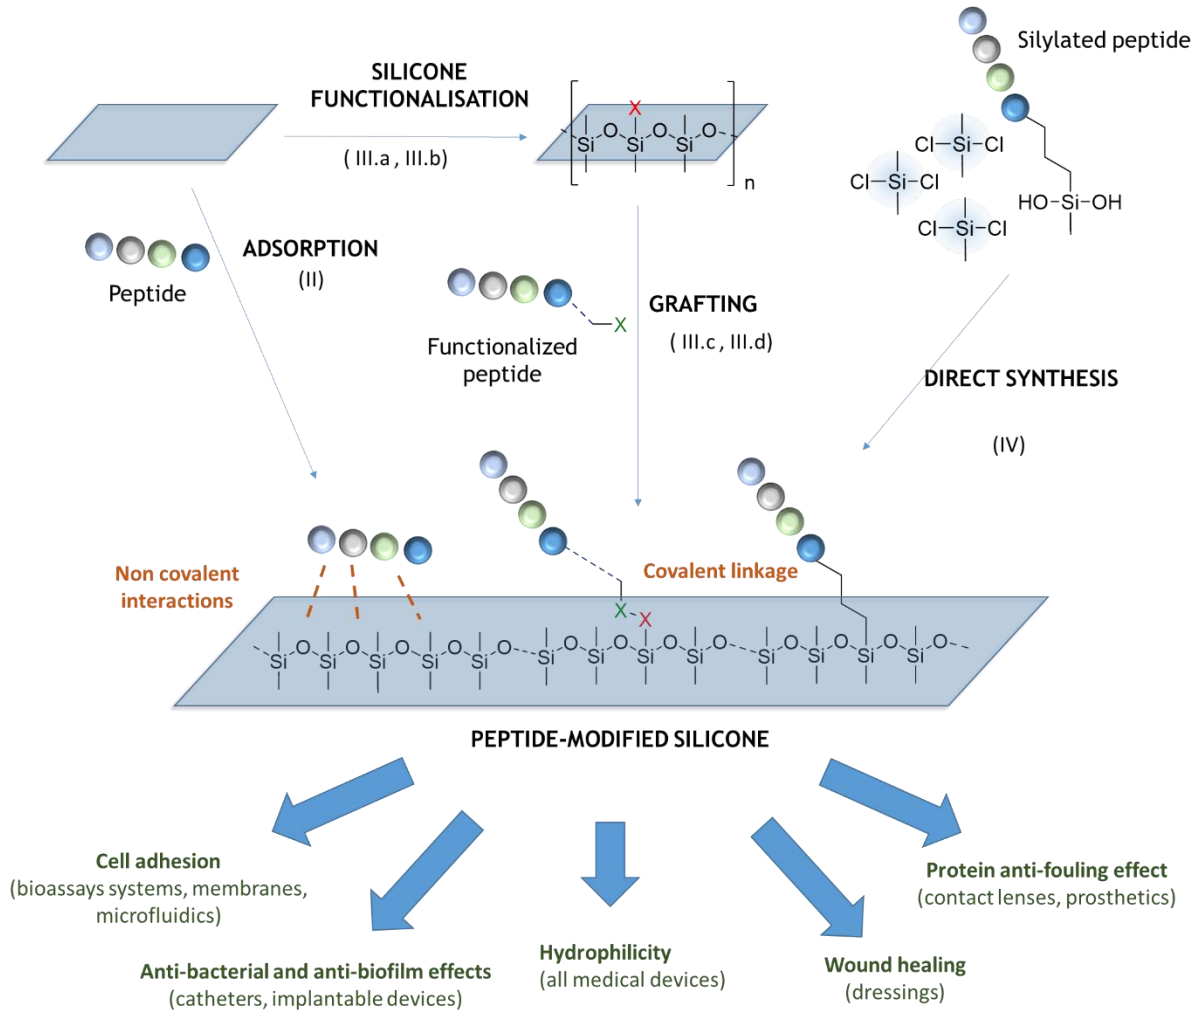 SILICONE
FUNCTIONALISATION
( III.a , III.b)
X
Si O Si O Si O
n
Silylated peptide
Cl–Si–Cl
Cl–Si–Cl
Cl–Si–Cl
HO–Si–OH
Peptide
ADSORPTION
(II)
X
Functionalized
peptide
GRAFTING
( III.c , III.d)
DIRECT SYNTHESIS
(IV)
Non covalent
interactions
Covalent linkage
X X
Si O Si O Si O Si O Si O Si O Si O Si O Si O Si O Si O Si O Si O
PEPTIDE-MODIFIED SILICONE
Cell adhesion
(bioassays systems, membranes,
microfluidics)
Anti-bacterial and anti-biofilm effects
(catheters, implantable devices)
Hydrophilicity
(all medical devices)
Wound healing
(dressings)
Protein anti-fouling effect
(contact lenses, prosthetics)